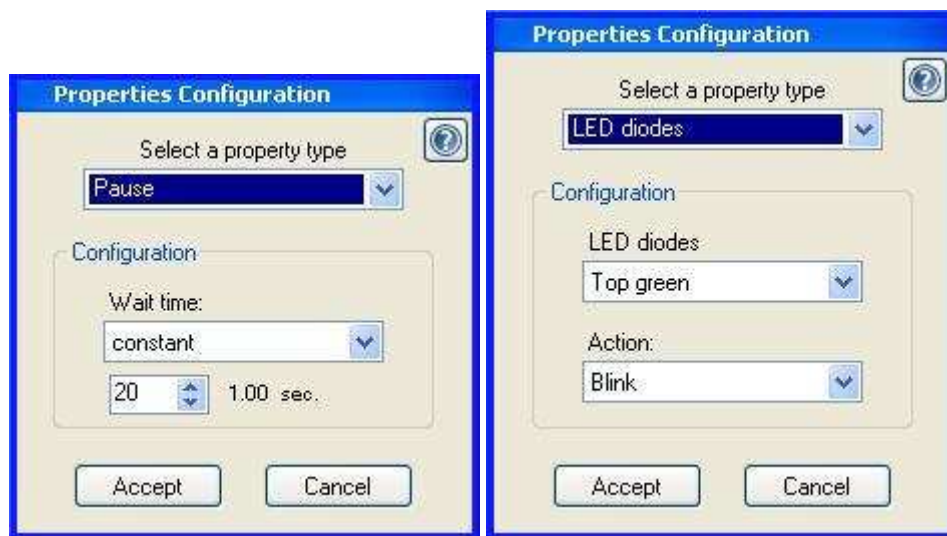 Properties Configuration
Select a property type
Pause
Configuration
Wait time:
constant
20 1.00 sec.
Accept Cancel
Properties Configuration
Select a property type
LED diodes
Configuration
LED diodes
Top green
Action:
Blink
Accept Cancel